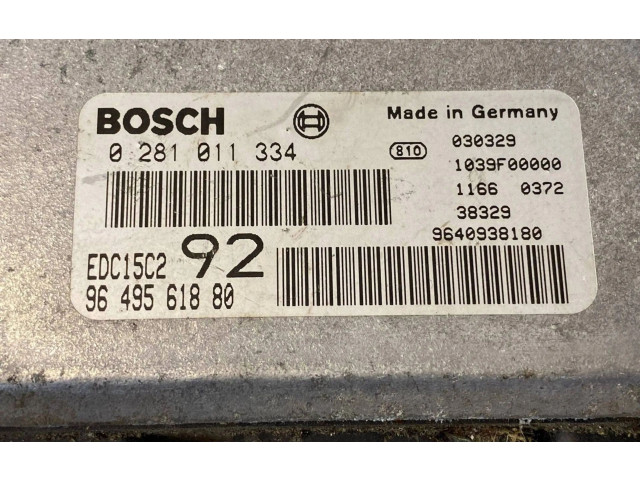 BOSCH
Made in Germany
0 281 011 334
810
030329
1039F00000
1166 0372
38329
9640938180
EDC15C2 92
96 495 618 80